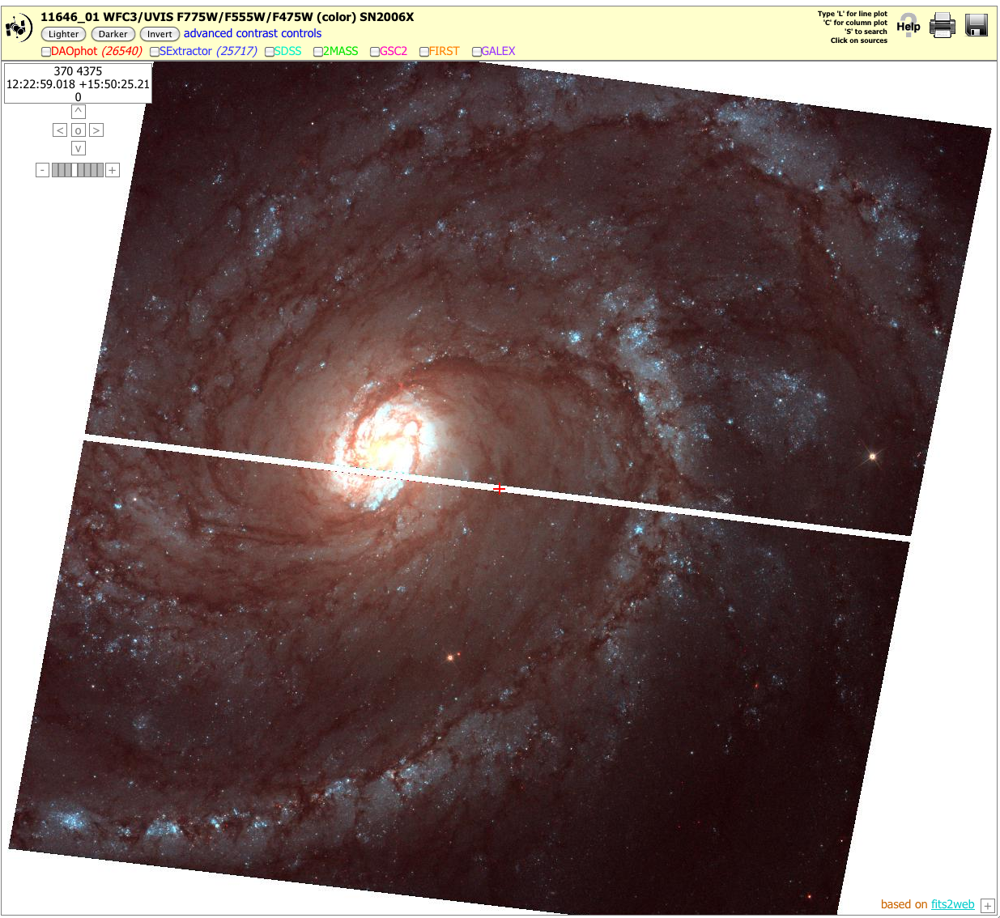 11646_01 WFC3/UVIS F775W/F555W/F475W (color) SN2006X
Lighter Darker Invert advanced contrast controls
DAOphot (26540) SExtractor (25717) SDSS 2MASS GSC2 FIRST GALEX
Type 'L' for line plot
'C' for column plot
'S' to search
Click on sources
Help
370 4375
12:22:59.018 +15:50:25.21
0
^
< o >
v
- +
based on fits2web +